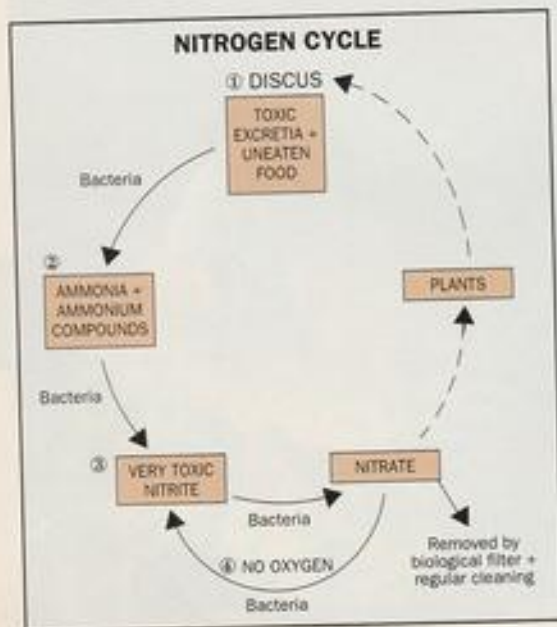 NITROGEN CYCLE
① DISCUS
TOXIC
EXCRETIA +
UNEATEN
FOOD
Bacteria
②
AMMONIA +
AMMONIUM
COMPOUNDS
PLANTS
Bacteria
③
VERY TOXIC
NITRITE
NITRATE
Bacteria
④ NO OXYGEN
Bacteria
Removed by
biological filter +
regular cleaning